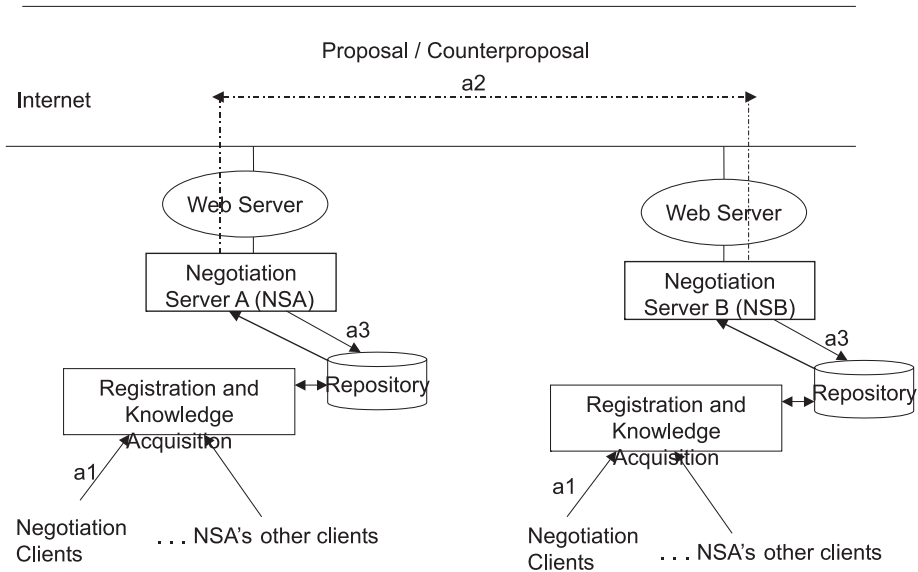 Proposal / Counterproposal
a2
Internet
Web Server
Web Server
Negotiation
Server A (NSA)
Negotiation
Server B (NSB)
a3
a3
Repository
Repository
Registration and
Knowledge
Acquisition
Registration and
Knowledge
Acquisition
a1
a1
Negotiation
Clients
. . . NSA's other clients
Negotiation
Clients
. . . NSA's other clients